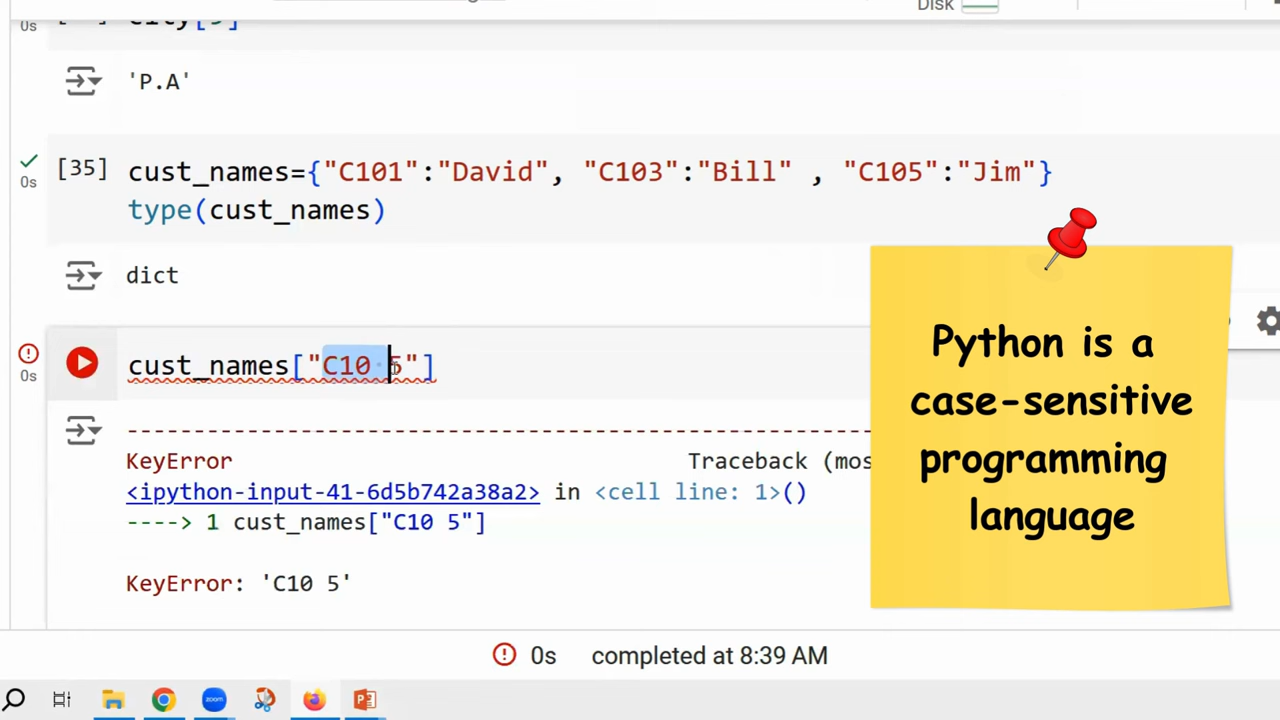 Disk
'P.A'
[35] cust_names={"C101":"David", "C103":"Bill" , "C105":"Jim"}
0s
type(cust_names)
dict
cust_names["C10 5"]
0s
KeyError Traceback (mos
<ipython-input-41-6d5b742a38a2> in <cell line: 1>()
----> 1 cust_names["C10 5"]
KeyError: 'C10 5'
Python is a
case-sensitive
programming
language
0s completed at 8:39 AM
zoom